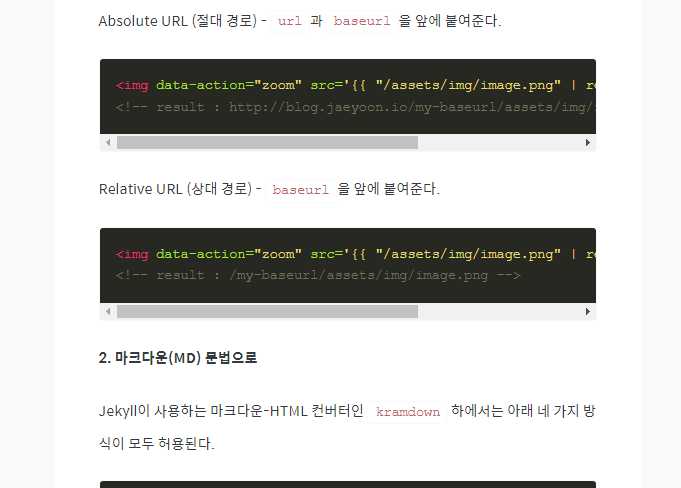 Absolute URL (절대 경로) - url 과 baseurl 을 앞에 붙여준다.
<img data-action="zoom" src='{{ "/assets/img/image.png" | re
<!-- result : http://blog.jaeyoon.io/my-baseurl/assets/img/
Relative URL (상대 경로) - baseurl 을 앞에 붙여준다.
<img data-action="zoom" src='{{ "/assets/img/image.png" | re
<!-- result : /my-baseurl/assets/img/image.png -->
2. 마크다운(MD) 문법으로
Jekyll이 사용하는 마크다운-HTML 컨버터인 kramdown 하에서는 아래 네 가지 방
식이 모두 허용된다.